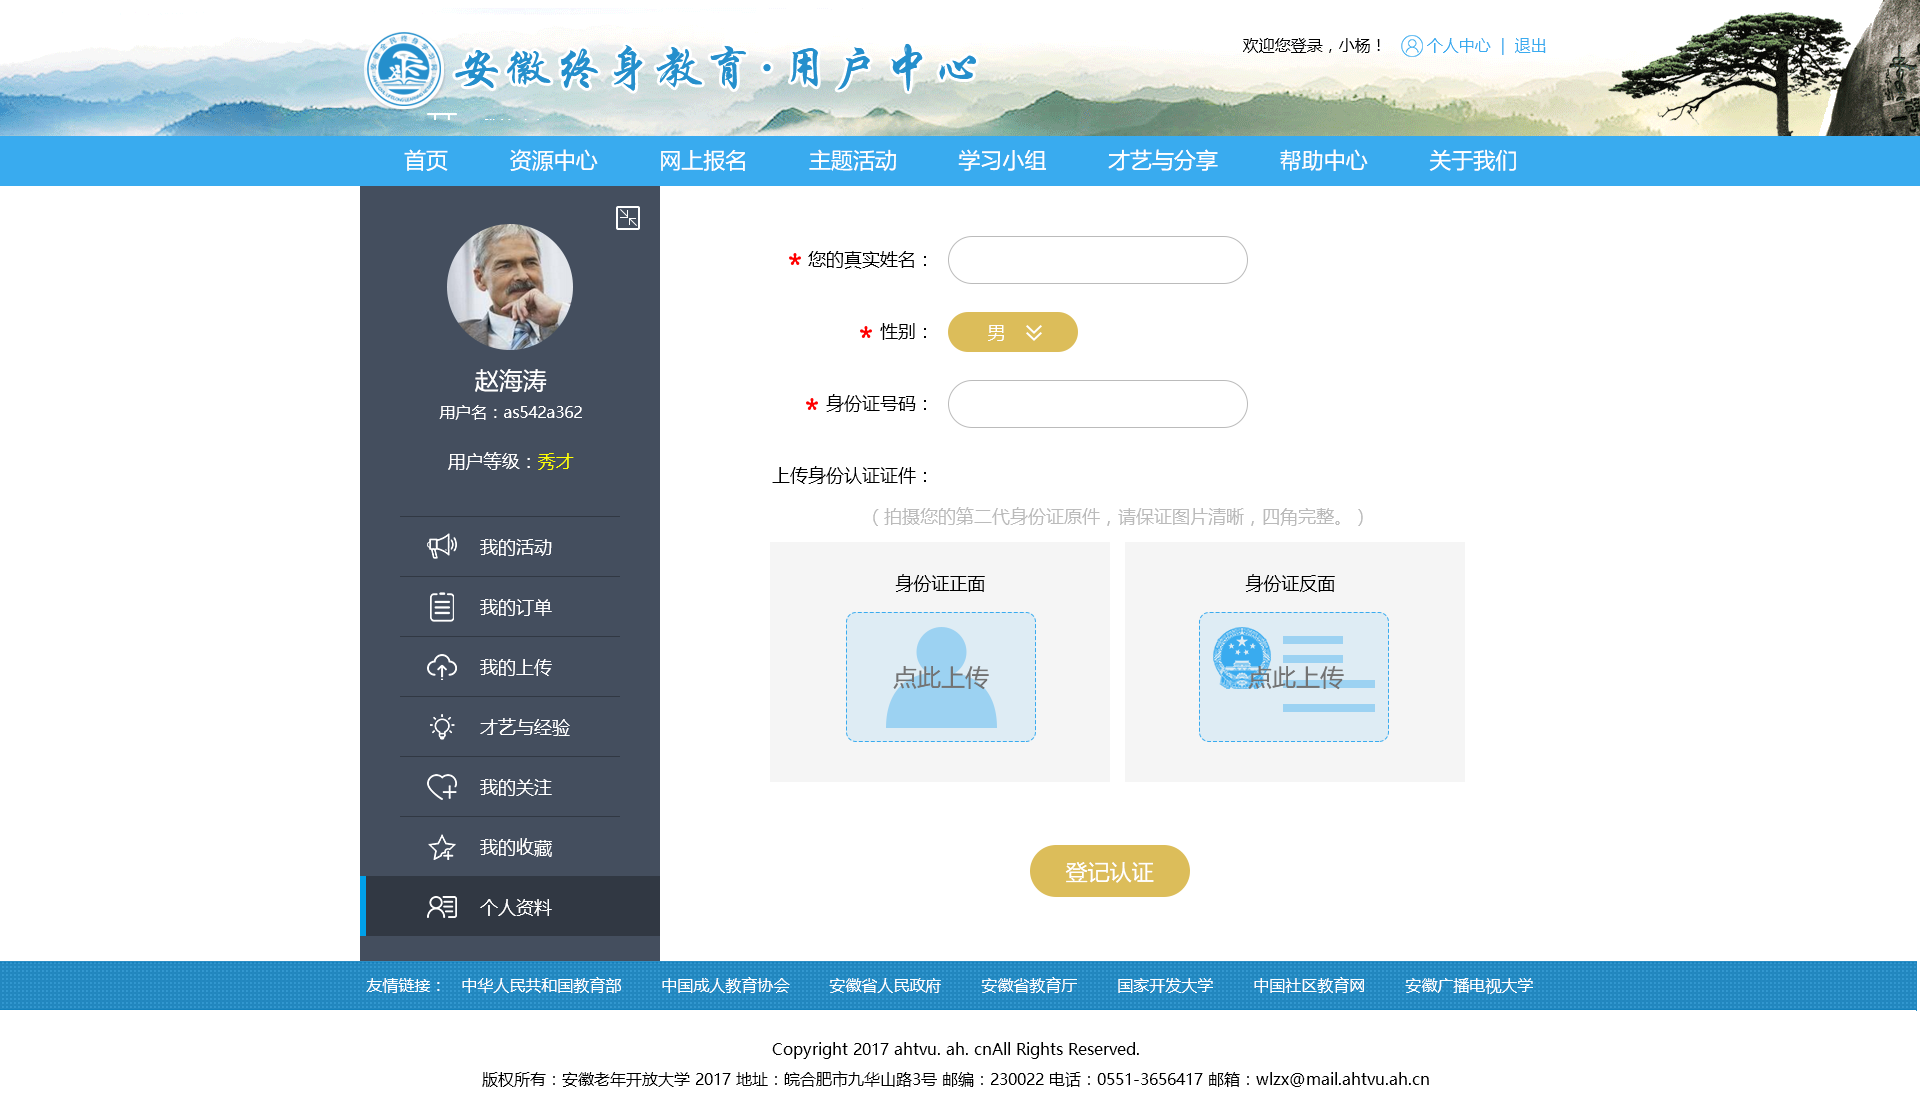 安徽终身教育·用户中心
欢迎您登录，小杨！ 个人中心 | 退出
首页 资源中心 网上报名 主题活动 学习小组 才艺与分享 帮助中心 关于我们
赵海涛
用户名：as542a362
用户等级：秀才
我的活动
我的订单
我的上传
才艺与经验
我的关注
我的收藏
个人资料
* 您的真实姓名：
* 性别： 男
* 身份证号码：
上传身份认证证件：
（ 拍摄您的第二代身份证原件，请保证图片清晰，四角完整。 ）
身份证正面
点此上传
身份证反面
点此上传
登记认证
友情链接： 中华人民共和国教育部 中国成人教育协会 安徽省人民政府 安徽省教育厅 国家开发大学 中国社区教育网 安徽广播电视大学
Copyright 2017 ahtvu. ah. cnAll Rights Reserved.
版权所有：安徽老年开放大学 2017 地址：皖合肥市九华山路3号 邮编：230022 电话：0551-3656417 邮箱：wlzx@mail.ahtvu.ah.cn